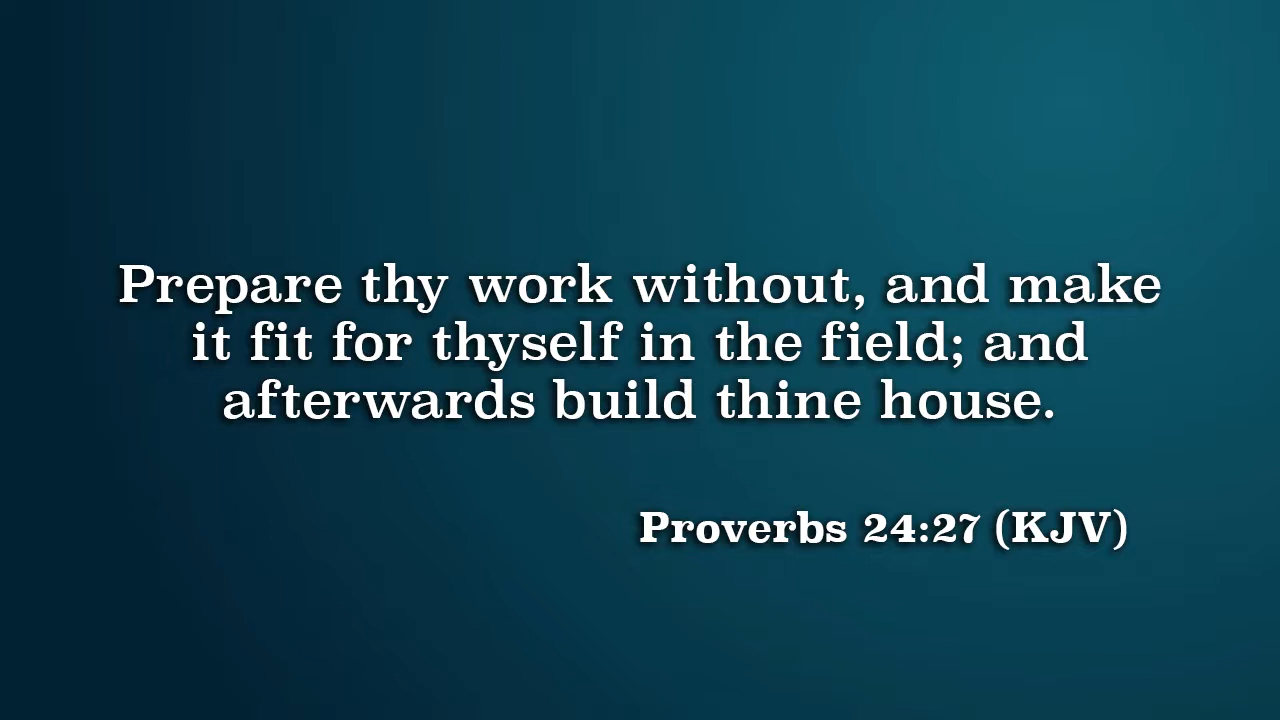 Prepare thy work without, and make
it fit for thyself in the field; and
afterwards build thine house.
Proverbs 24:27 (KJV)